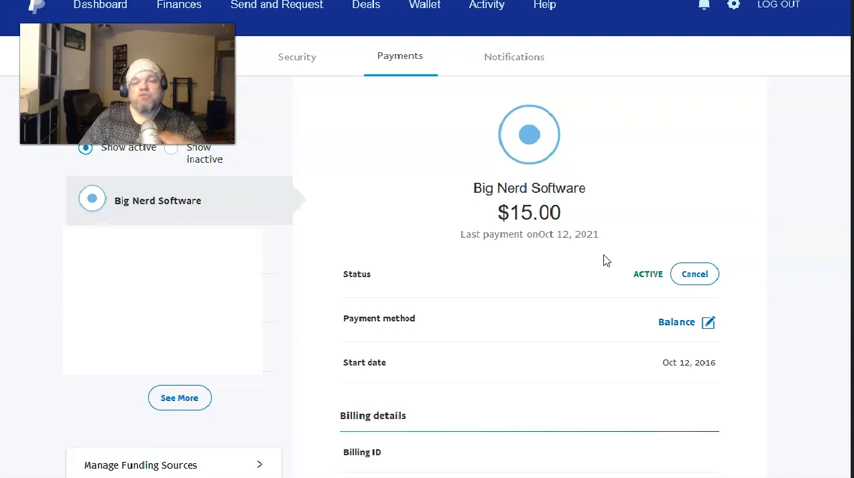 Dashboard Finances Send and Request Deals Wallet Activity Help LOG OUT
Security Payments Notifications
Show active Show inactive
Big Nerd Software
See More
Manage Funding Sources
Big Nerd Software
$15.00
Last payment onOct 12, 2021
Status ACTIVE Cancel
Payment method Balance
Start date Oct 12, 2016
Billing details
Billing ID